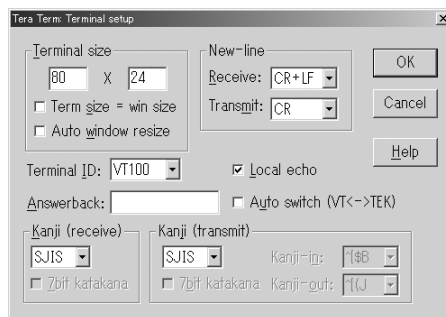 Tera Term: Terminal setup
Terminal size
80 X 24
Term size = win size
Auto window resize
New-line
Receive: CR+LF
Transmit: CR
OK
Cancel
Help
Terminal ID: VT100
Local echo
Answerback:
Auto switch (VT<->TEK)
Kanji (receive)
SJIS
7bit katakana
Kanji (transmit)
SJIS
7bit katakana
Kanji-in: ^[$B
Kanji-out: ^[(J